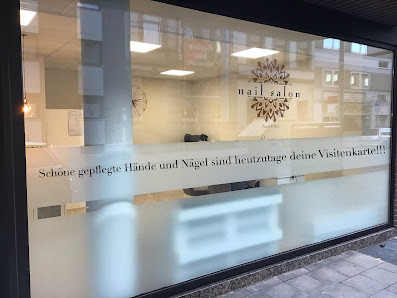 nail salon
Schöne gepflegte Hände und Nägel sind heutzutage deine Visitenkarte!!!